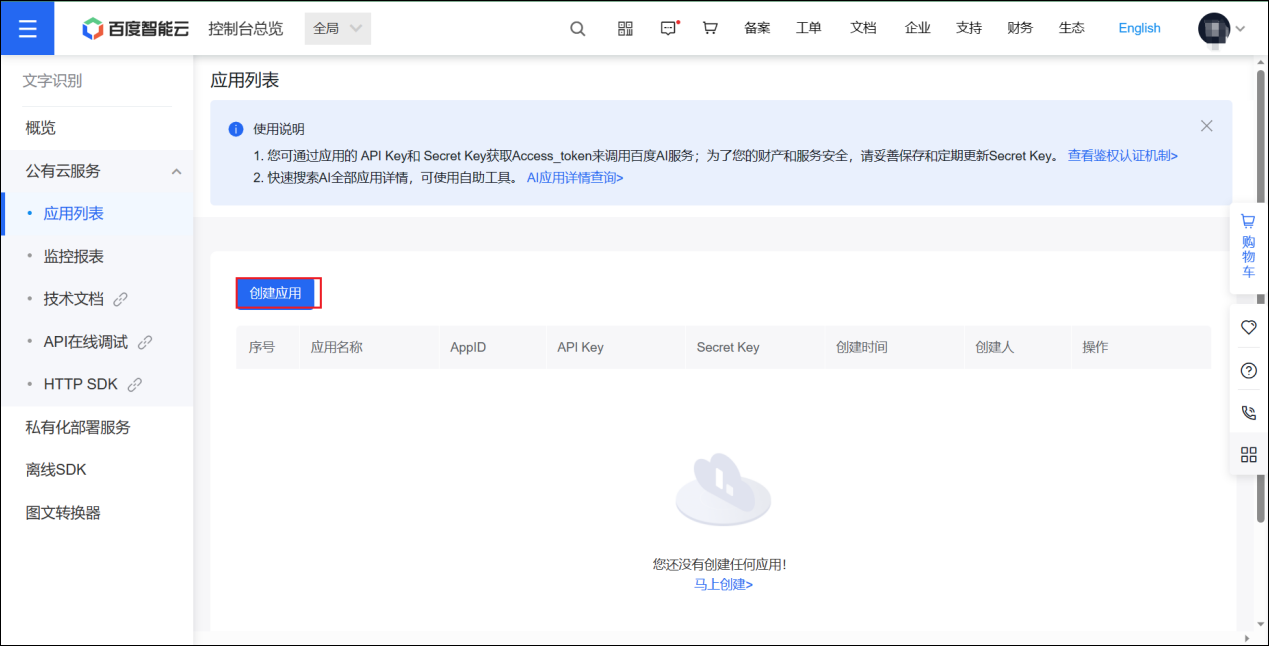 百度智能云 控制台总览 全局 备案 工单 文档 企业 支持 财务 生态 English
文字识别
概览
公有云服务
应用列表
监控报表
技术文档
API在线调试
HTTP SDK
私有化部署服务
离线SDK
图文转换器
应用列表
使用说明
1. 您可通过应用的 API Key和 Secret Key获取Access_token来调用百度AI服务；为了您的财产和服务安全，请妥善保存和定期更新Secret Key。 查看鉴权认证机制>
2. 快速搜索AI全部应用详情，可使用自助工具。 AI应用详情查询>
创建应用
序号 应用名称 AppID API Key Secret Key 创建时间 创建人 操作
您还没有创建任何应用!
马上创建>
购
物
车